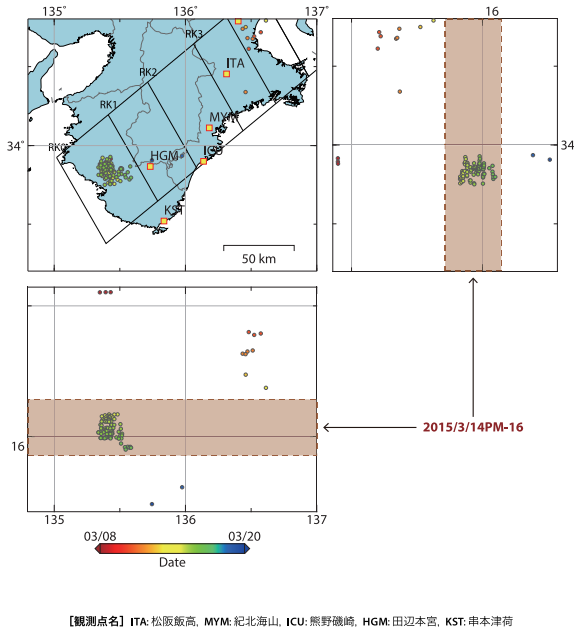 135°
136°
137°
16
RK3
RK2
ITA
RK1
MYM
34°
34
HGM
ICU
KST
50 km
2015/3/14PM-16
16
135
136
137
03/08
03/20
Date
[観測点名] ITA: 松阪飯高, MYM: 紀北海山, ICU: 熊野磯崎, HGM: 田辺本宮, KST: 串本津荷